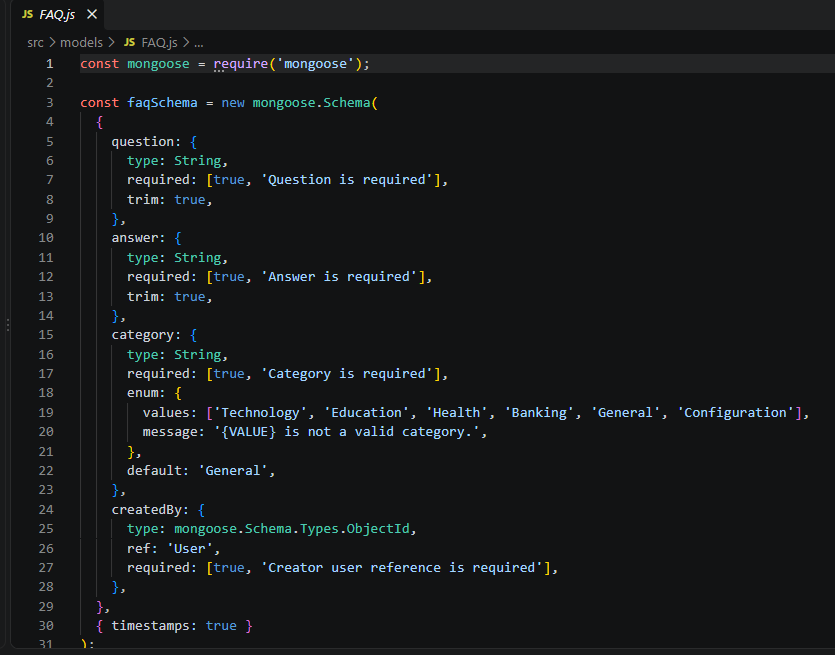 JS FAQ.js ×
src > models > JS FAQ.js > ...
1 const mongoose = require('mongoose');
2
3 const faqSchema = new mongoose.Schema(
4   {
5     question: {
6       type: String,
7       required: [true, 'Question is required'],
8       trim: true,
9     },
10     answer: {
11       type: String,
12       required: [true, 'Answer is required'],
13       trim: true,
14     },
15     category: {
16       type: String,
17       required: [true, 'Category is required'],
18       enum: {
19         values: ['Technology', 'Education', 'Health', 'Banking', 'General', 'Configuration'],
20         message: '{VALUE} is not a valid category.',
21       },
22       default: 'General',
23     },
24     createdBy: {
25       type: mongoose.Schema.Types.ObjectId,
26       ref: 'User',
27       required: [true, 'Creator user reference is required'],
28     },
29   },
30   { timestamps: true }
31 );